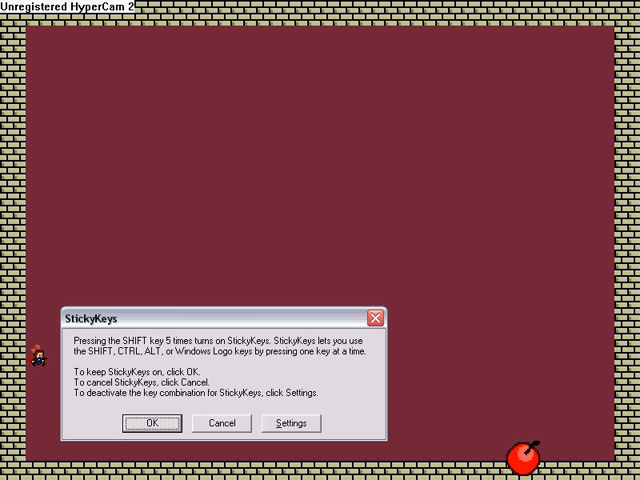 Unregistered HyperCam 2
StickyKeys
Pressing the SHIFT key 5 times turns on StickyKeys. StickyKeys lets you use
the SHIFT, CTRL, ALT, or Windows Logo keys by pressing one key at a time.
To keep StickyKeys on, click OK.
To cancel StickyKeys, click Cancel.
To deactivate the key combination for StickyKeys, click Settings.
OK
Cancel
Settings